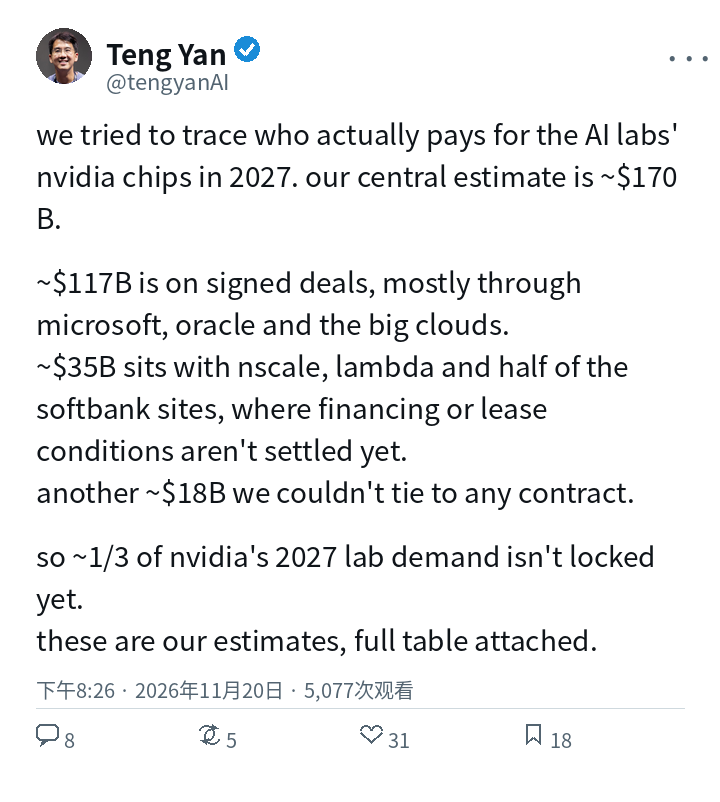 Teng Yan
@tengyanAI
we tried to trace who actually pays for the AI labs'
nvidia chips in 2027. our central estimate is ~$170
B.
~$117B is on signed deals, mostly through
microsoft, oracle and the big clouds.
~$35B sits with nscale, lambda and half of the
softbank sites, where financing or lease
conditions aren't settled yet.
another ~$18B we couldn't tie to any contract.
so ~1/3 of nvidia's 2027 lab demand isn't locked
yet.
these are our estimates, full table attached.
下午8:26 · 2026年11月20日 · 5,077次观看
8 5 31 18